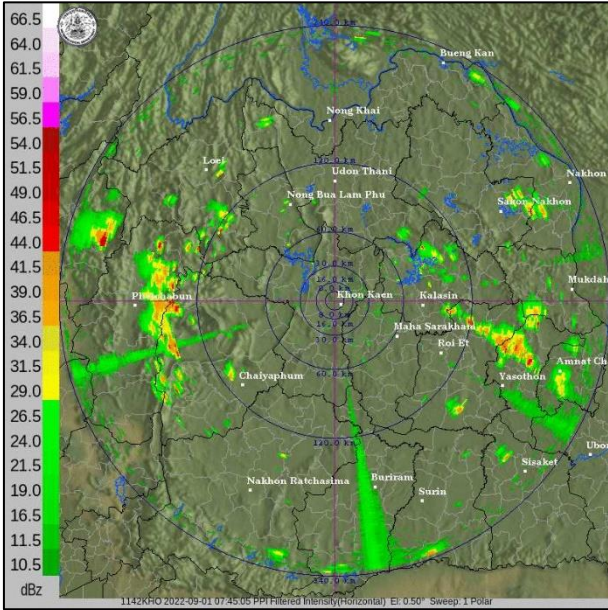 66.5
64.0
61.5
59.0
56.5
54.0
51.5
49.0
46.5
44.0
41.5
39.0
36.5
34.0
31.5
29.0
26.5
24.0
21.5
19.0
16.5
14.0
11.5
10.5
dBz
Bueng Kan
Nong Khai
Loei
Udon Thani
Nakhon
Nong Bua Lam Phu
Sakon Nakhon
Mukdah
Khon Kaen
Kalasin
Maha Sarakham
Roi-Et
Amnat Ch
Chaiyaphum
Yasothon
Ubon
Sisaket
Buriram
Nakhon Ratchasima
Surin
1142KHO 2022-09-01 07:45:05 PPI Filtered Intensity(Horizontal) El: 0.50° Sweep: 1 Polar